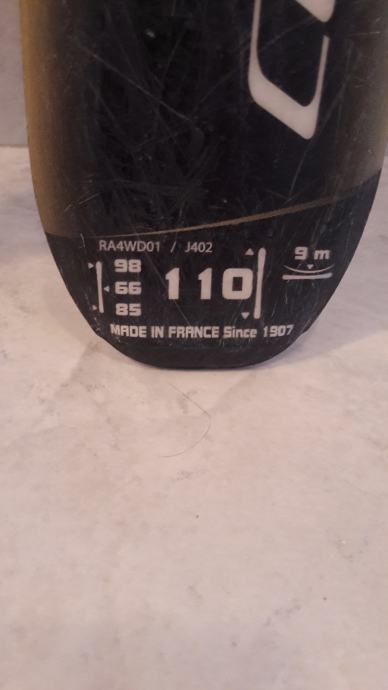 RA4WD01 / J402
98
66
85
110
9 m
MADE IN FRANCE Since 1907